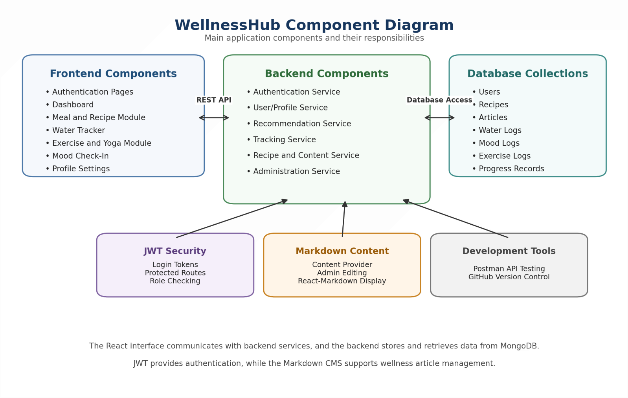 WellnessHub Component Diagram
Main application components and their responsibilities
Frontend Components
• Authentication Pages
• Dashboard
• Meal and Recipe Module
• Water Tracker
• Exercise and Yoga Module
• Mood Check-In
• Profile Settings
REST API
Backend Components
• Authentication Service
• User/Profile Service
• Recommendation Service
• Tracking Service
• Recipe and Content Service
• Administration Service
Database Access
Database Collections
• Users
• Recipes
• Articles
• Water Logs
• Mood Logs
• Exercise Logs
• Progress Records
JWT Security
Login Tokens
Protected Routes
Role Checking
Markdown Content
Content Provider
Admin Editing
React-Markdown Display
Development Tools
Postman API Testing
GitHub Version Control
The React interface communicates with backend services, and the backend stores and retrieves data from MongoDB.
JWT provides authentication, while the Markdown CMS supports wellness article management.